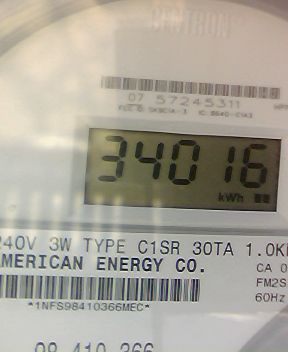 CENTRON
07 57245311
34016
kWh
240V 3W TYPE C1SR 30TA 1.0K
AMERICAN ENERGY CO.
CA 0
FM2S
60Hz
*1NFS98410366MEC*
98 410 366